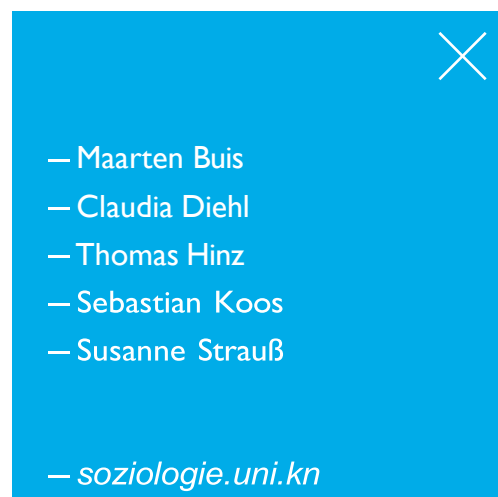 – Maarten Buis
– Claudia Diehl
– Thomas Hinz
– Sebastian Koos
– Susanne Strauß
– soziologie.uni.kn